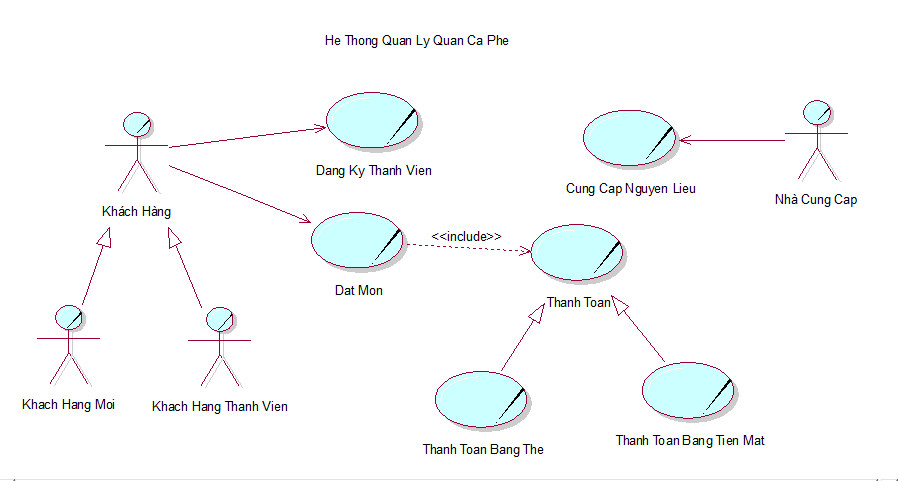 He Thong Quan Ly Quan Ca Phe
Dang Ky Thanh Vien
Cung Cap Nguyen Lieu
Nhà Cung Cap
Khách Hàng
<<include>>
Dat Mon
Thanh Toan
Khach Hang Moi
Khach Hang Thanh Vien
Thanh Toan Bang The
Thanh Toan Bang Tien Mat